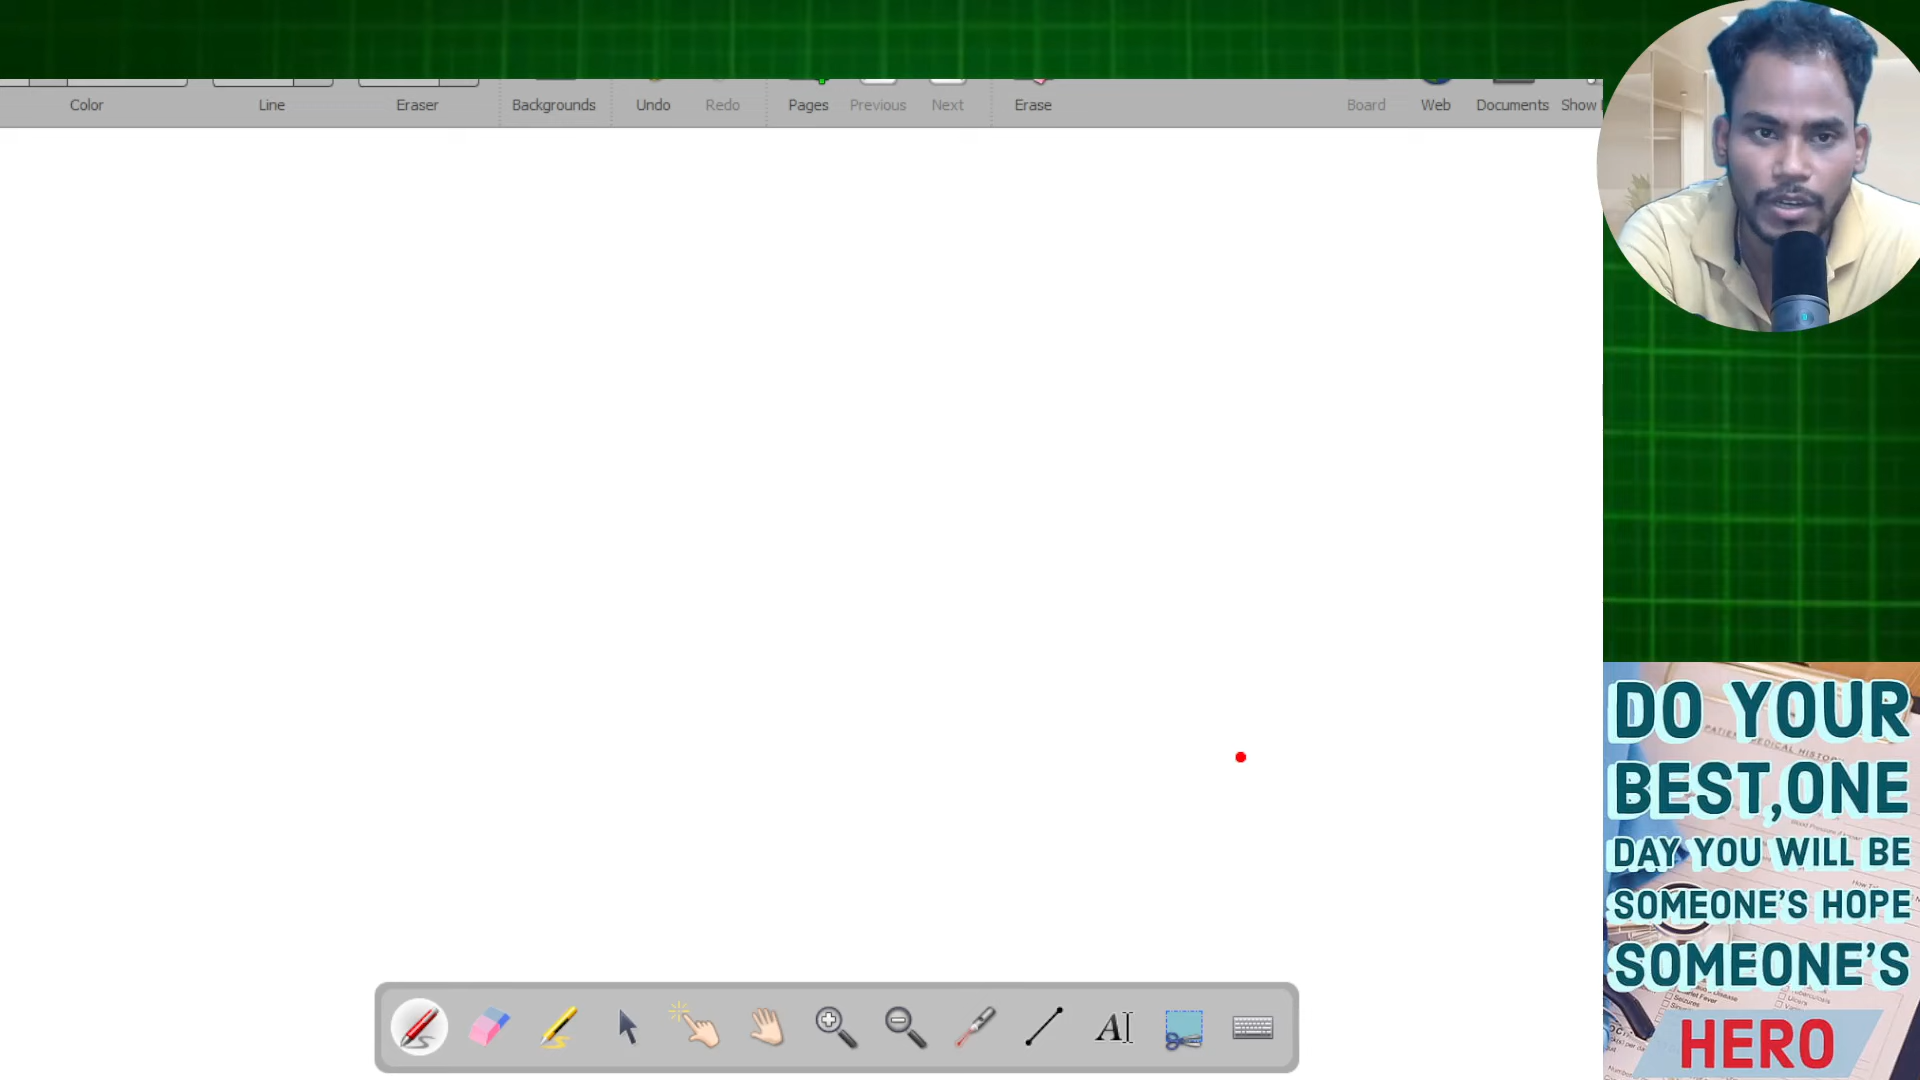 Color Line Eraser Backgrounds Undo Redo Pages Previous Next Erase Board Web Documents Show
DO YOUR
BEST,ONE
DAY YOU WILL BE
SOMEONE'S HOPE
SOMEONE'S
HERO